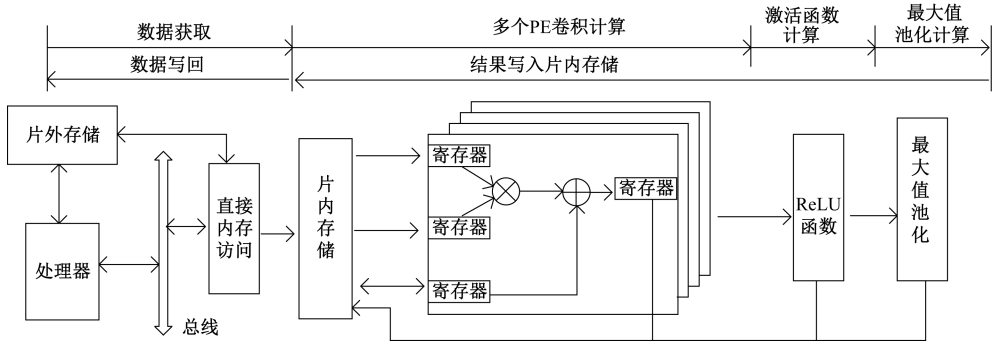 数据获取
多个PE卷积计算
激活函数
计算
最大值
池化计算
数据写回
结果写入片内存储
片外存储
处理器
总线
直接
内存
访问
片
内
存
储
寄存器
寄存器
寄存器
寄存器
ReLU
函数
最
大
值
池
化